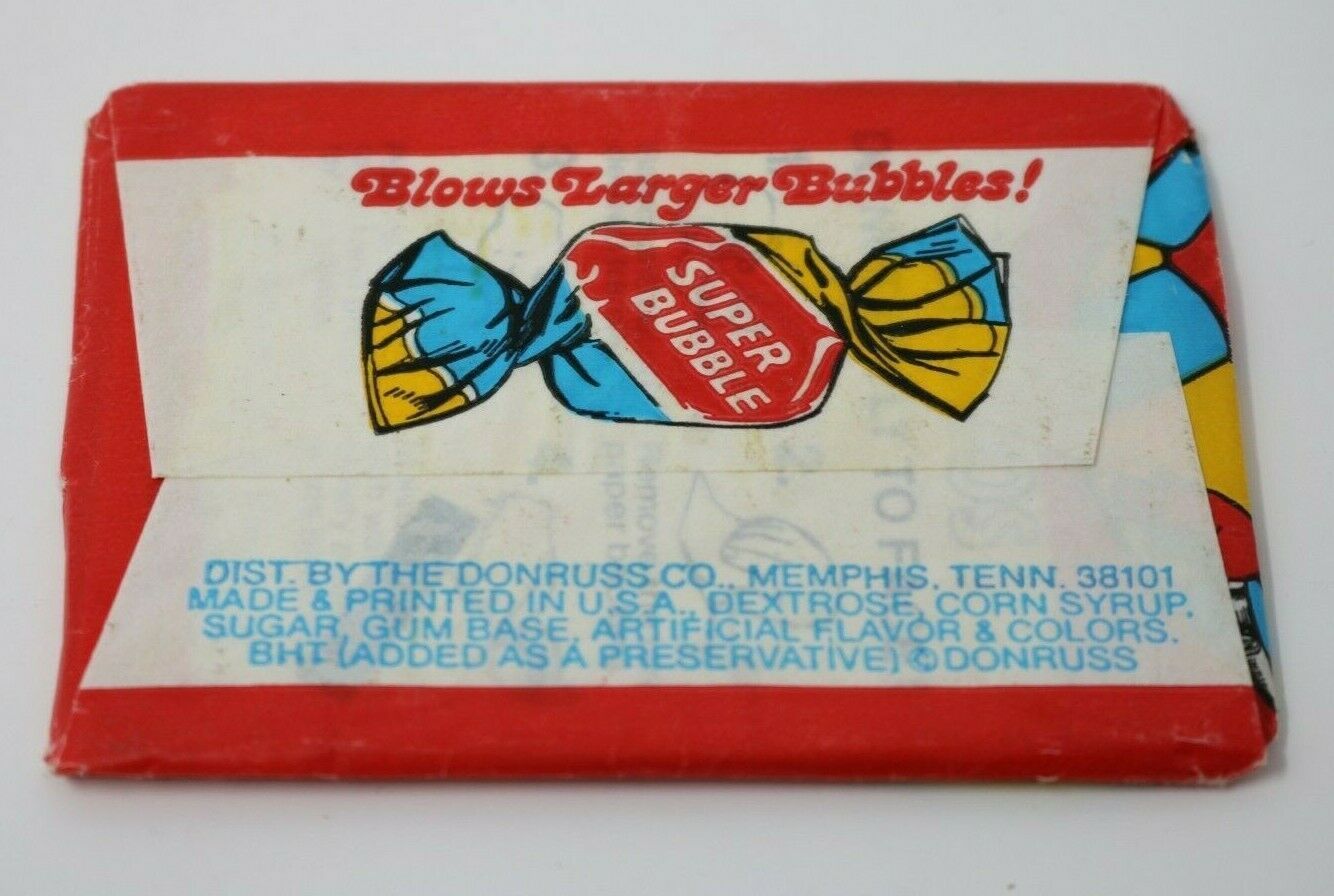 Blows Larger Bubbles!
SUPER
BUBBLE
DIST. BY THE DONRUSS CO., MEMPHIS, TENN. 38101
MADE & PRINTED IN U.S.A., DEXTROSE, CORN SYRUP,
SUGAR, GUM BASE, ARTIFICIAL FLAVOR & COLORS.
BHT (ADDED AS A PRESERVATIVE) © DONRUSS